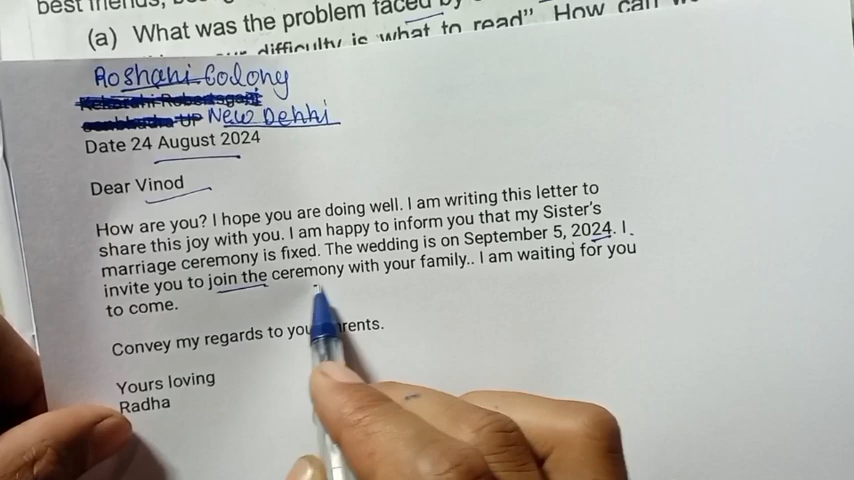 best friends,
(a) What was the problem faced by
difficulty is what to read" How can
Roshani Colony
New Dehhi
Date 24 August 2024
Dear Vinod
How are you? I hope you are doing well. I am writing this letter to
share this joy with you. I am happy to inform you that my Sister's
marriage ceremony is fixed. The wedding is on September 5, 2024. I
invite you to join the ceremony with your family.. I am waiting for you
to come.
Convey my regards to your parents.
Yours loving
Radha